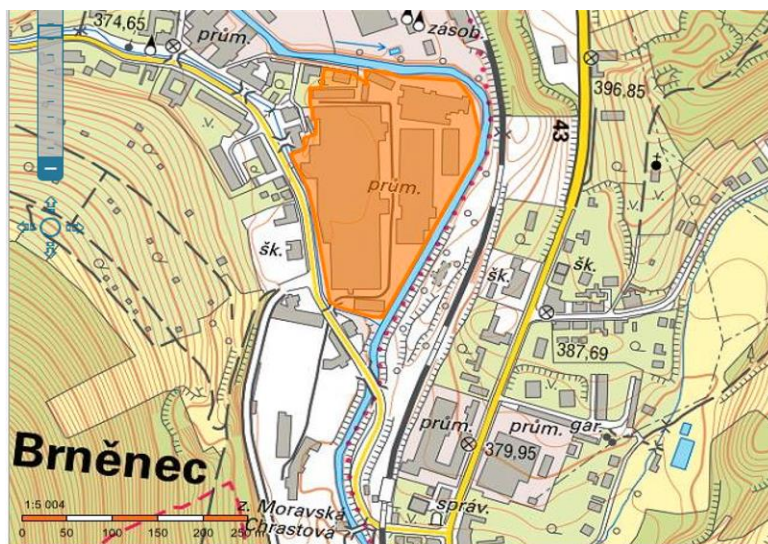 374,65
prům.
zásob.
396.85
43
prům.
šk.
šk.
šk.
387,69
prům.
prům.
gar.
379,95
Brněnec
1:5 004
z. Moravská
Chrastová
správ.
0 50 100 150 200 250 m